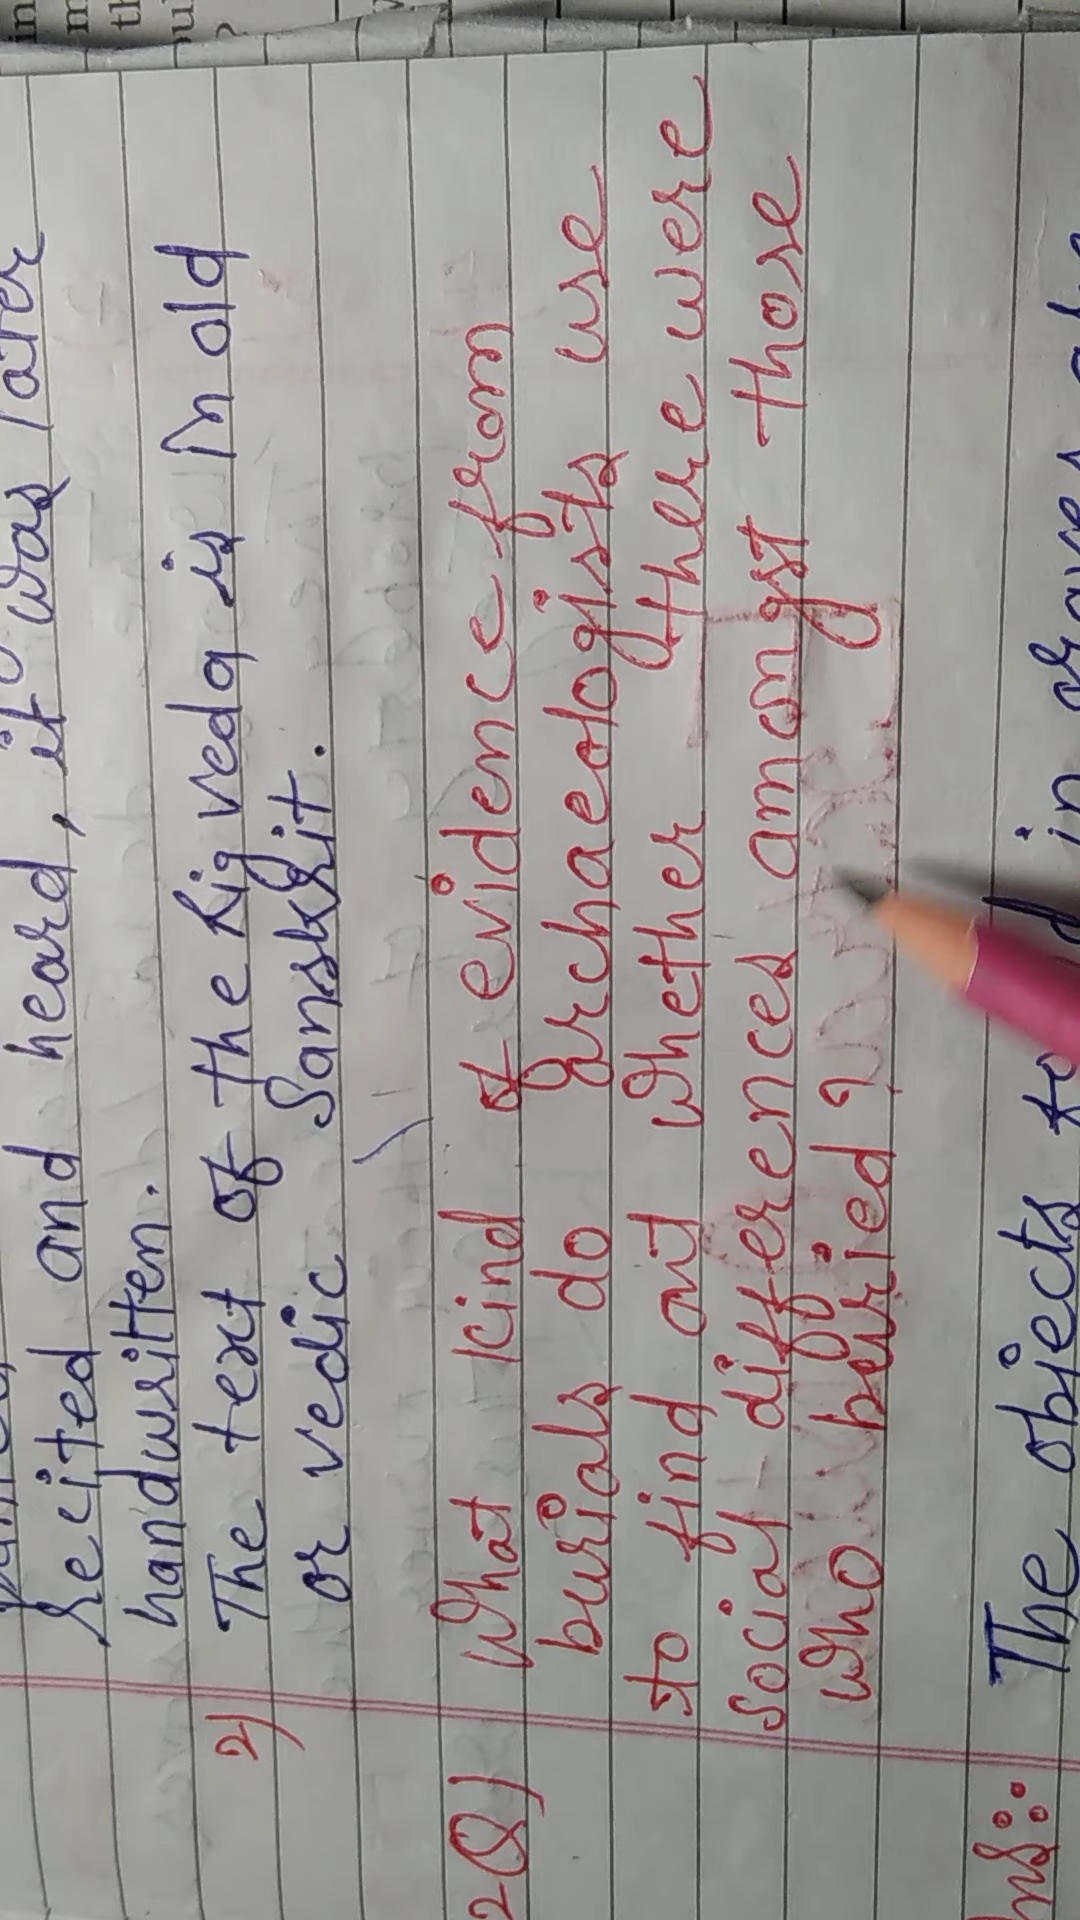 recited and heard, it was later
handwritten.
2) The text of the Rig veda is in old
or vedic Sanskrit.
2Q) What kind of evidence from
burials do Archaeologists use
to find out whether there were
social differences amongst those
who buried ?
Ans:- The objects in graves